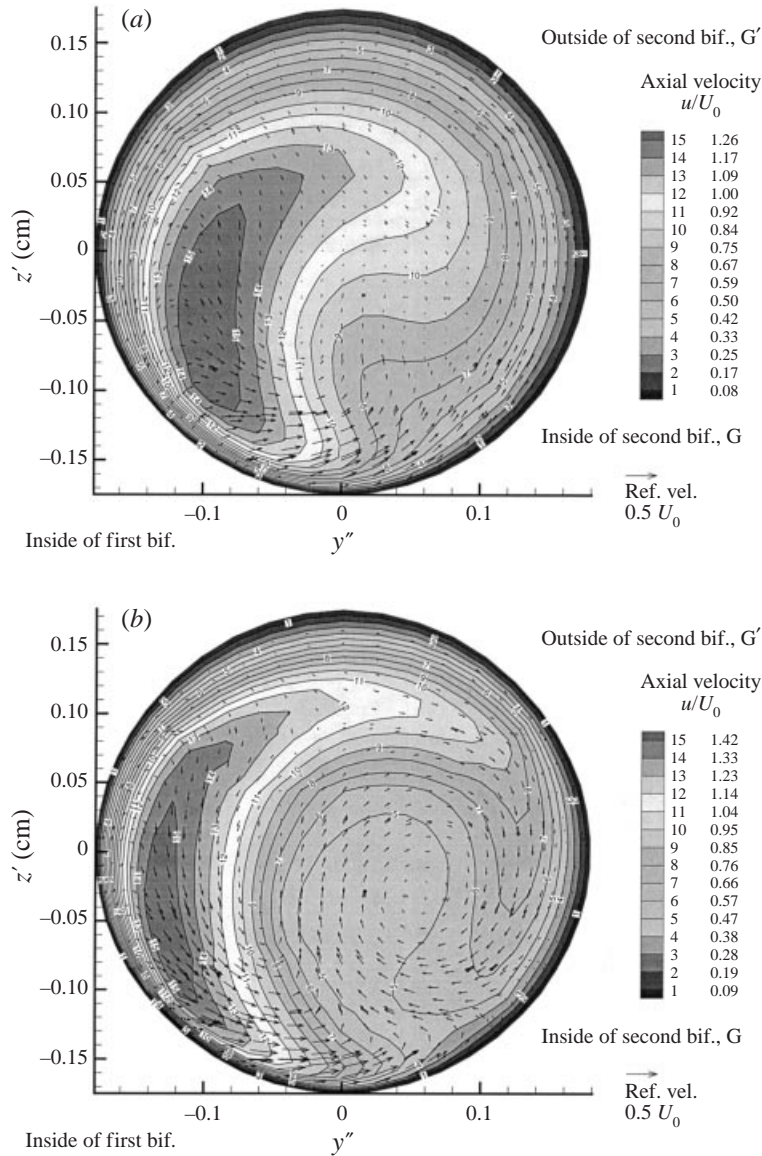 (a)
Outside of second bif., G′
Axial velocity
u/U0
15 1.26
14 1.17
13 1.09
12 1.00
11 0.92
10 0.84
9 0.75
8 0.67
7 0.59
6 0.50
5 0.42
4 0.33
3 0.25
2 0.17
1 0.08
0.15
0.10
0.05
0
–0.05
–0.10
–0.15
z′ (cm)
Inside of second bif., G
Ref. vel.
0.5 U0
–0.1 0 0.1
Inside of first bif.
y″
(b)
Outside of second bif., G′
Axial velocity
u/U0
15 1.42
14 1.33
13 1.23
12 1.14
11 1.04
10 0.95
9 0.85
8 0.76
7 0.66
6 0.57
5 0.47
4 0.38
3 0.28
2 0.19
1 0.09
0.15
0.10
0.05
0
–0.05
–0.10
–0.15
z′ (cm)
Inside of second bif., G
Ref. vel.
0.5 U0
–0.1 0 0.1
Inside of first bif.
y″